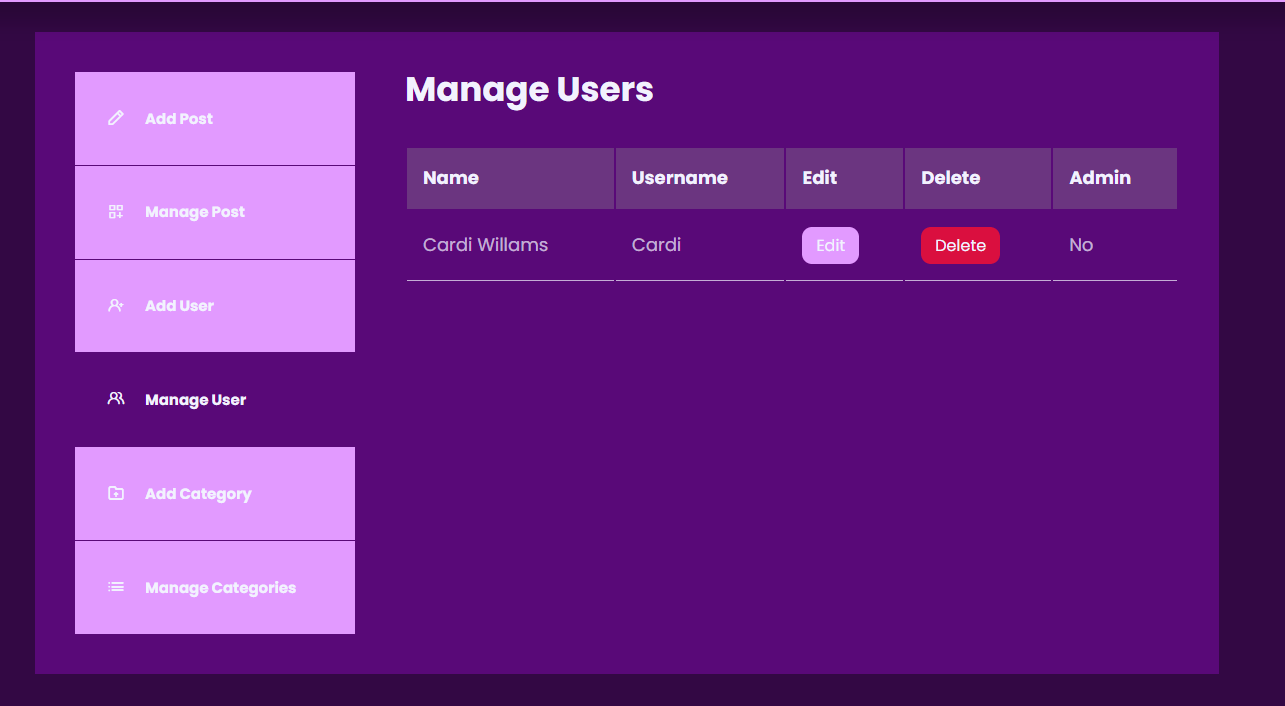 Add Post
Manage Post
Add User
Manage User
Add Category
Manage Categories
Manage Users
Name Username Edit Delete Admin
Cardi Willams Cardi Edit Delete No